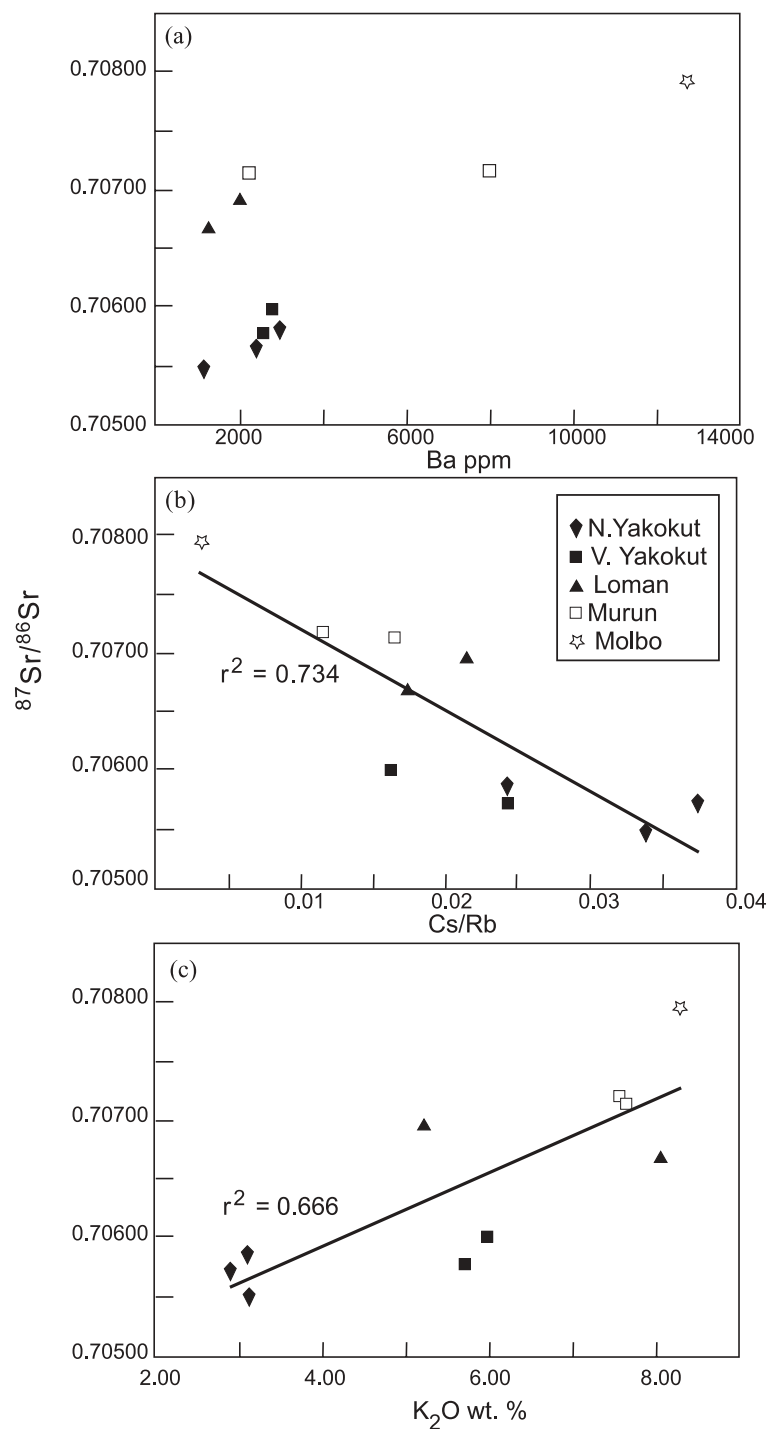 (a)
0.70800
0.70700
0.70600
0.70500
2000 6000 10000 14000
Ba ppm
(b)
0.70800
0.70700
0.70600
0.70500
⁸⁷Sr/⁸⁶Sr
N.Yakokut
V. Yakokut
Loman
Murun
Molbo
r² = 0.734
0.01 0.02 0.03 0.04
Cs/Rb
(c)
0.70800
0.70700
0.70600
0.70500
r² = 0.666
2.00 4.00 6.00 8.00
K₂O wt. %